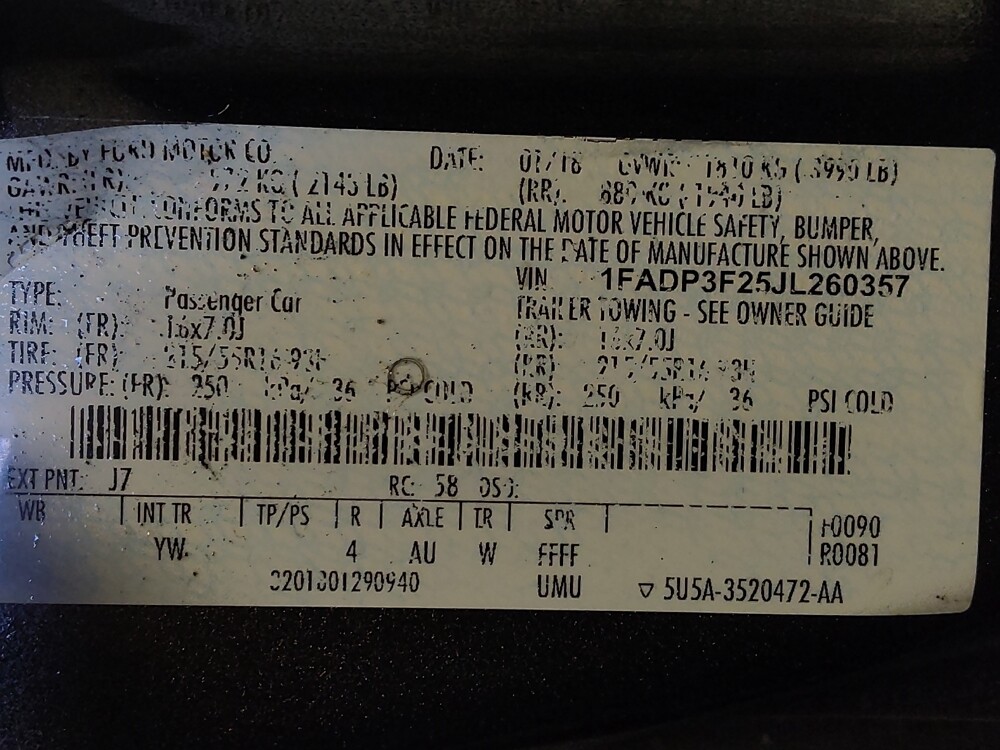 MFD. BY FORD MOTOR CO. DATE: 01/18 GVWR: 1810 KG ( 3990 LB)
GAWR: (FR): 972 KG ( 2143 LB) (RR): KG ( LB)
THIS VEHICLE CONFORMS TO ALL APPLICABLE FEDERAL MOTOR VEHICLE SAFETY, BUMPER,
AND THEFT PREVENTION STANDARDS IN EFFECT ON THE DATE OF MANUFACTURE SHOWN ABOVE.
VIN 1FADP3F25JL260357
TYPE: Passenger Car TRAILER TOWING - SEE OWNER GUIDE
RIM: (FR): 16x7.0J (RR): 16x7.0J
TIRE: (FR): 215/55R16 93H (RR): 215/55R16 93H
PRESSURE: (FR): 250 kPa/ 36 PSI COLD (RR): 250 kPa/ 36 PSI COLD
EXT PNT: J7 RC: 58 DSO:
WB INT TR TP/PS R AXLE TR SPR F0090
YW 4 AU W FFFF R0081
UMU ▽ 5U5A-3520472-AA